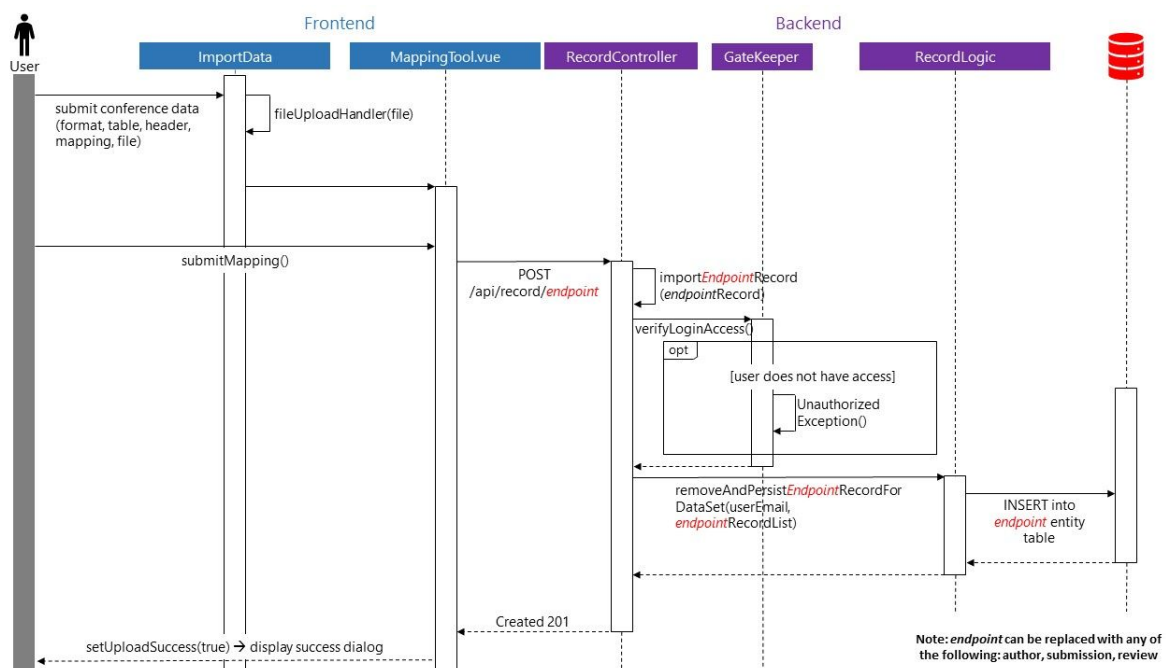 Frontend
Backend
User
ImportData
MappingTool.vue
RecordController
GateKeeper
RecordLogic
submit conference data
(format, table, header,
mapping, file)
fileUploadHandler(file)
submitMapping()
POST
/api/record/endpoint
importEndpointRecord
(endpointRecord)
verifyLoginAccess()
opt
[user does not have access]
Unauthorized
Exception()
removeAndPersistEndpointRecordFor
DataSet(userEmail,
endpointRecordList)
INSERT into
endpoint entity
table
Created 201
setUploadSuccess(true) → display success dialog
Note: endpoint can be replaced with any of
the following: author, submission, review